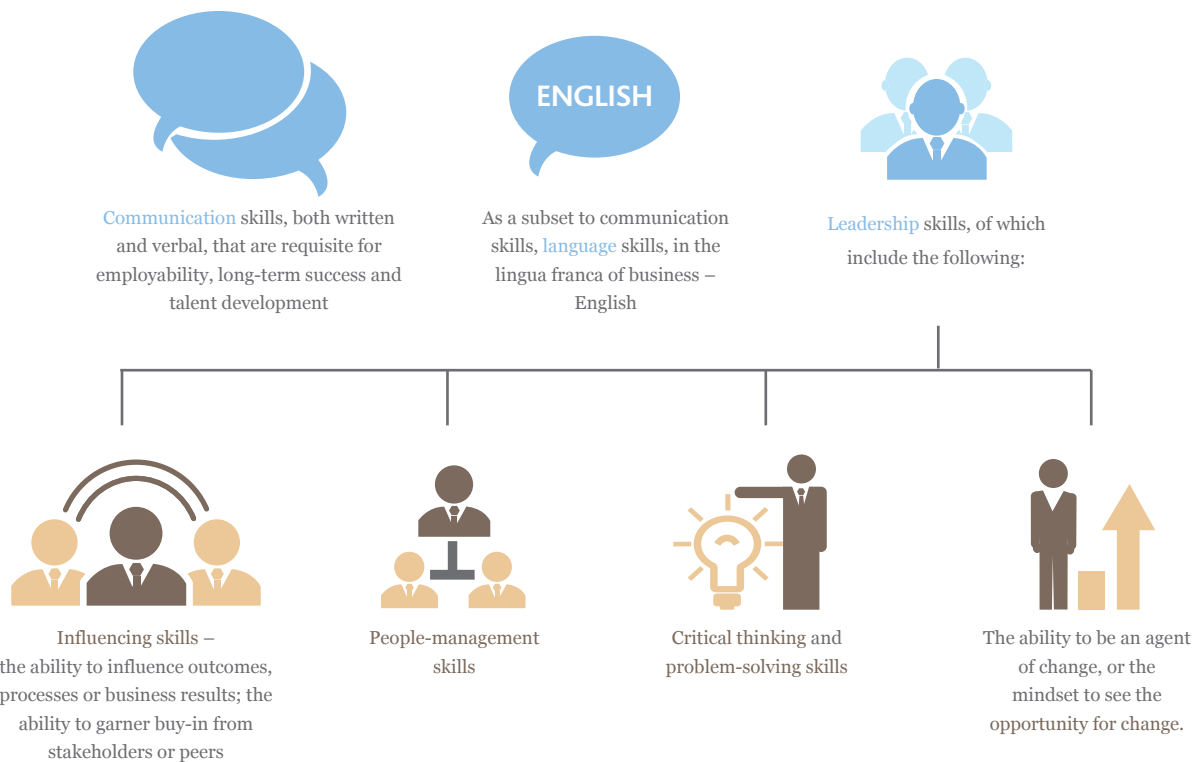 ENGLISH
Communication skills, both written
and verbal, that are requisite for
employability, long-term success and
talent development
As a subset to communication
skills, language skills, in the
lingua franca of business –
English
Leadership skills, of which
include the following:
Influencing skills –
the ability to influence outcomes,
processes or business results; the
ability to garner buy-in from
stakeholders or peers
People-management
skills
Critical thinking and
problem-solving skills
The ability to be an agent
of change, or the
mindset to see the
opportunity for change.